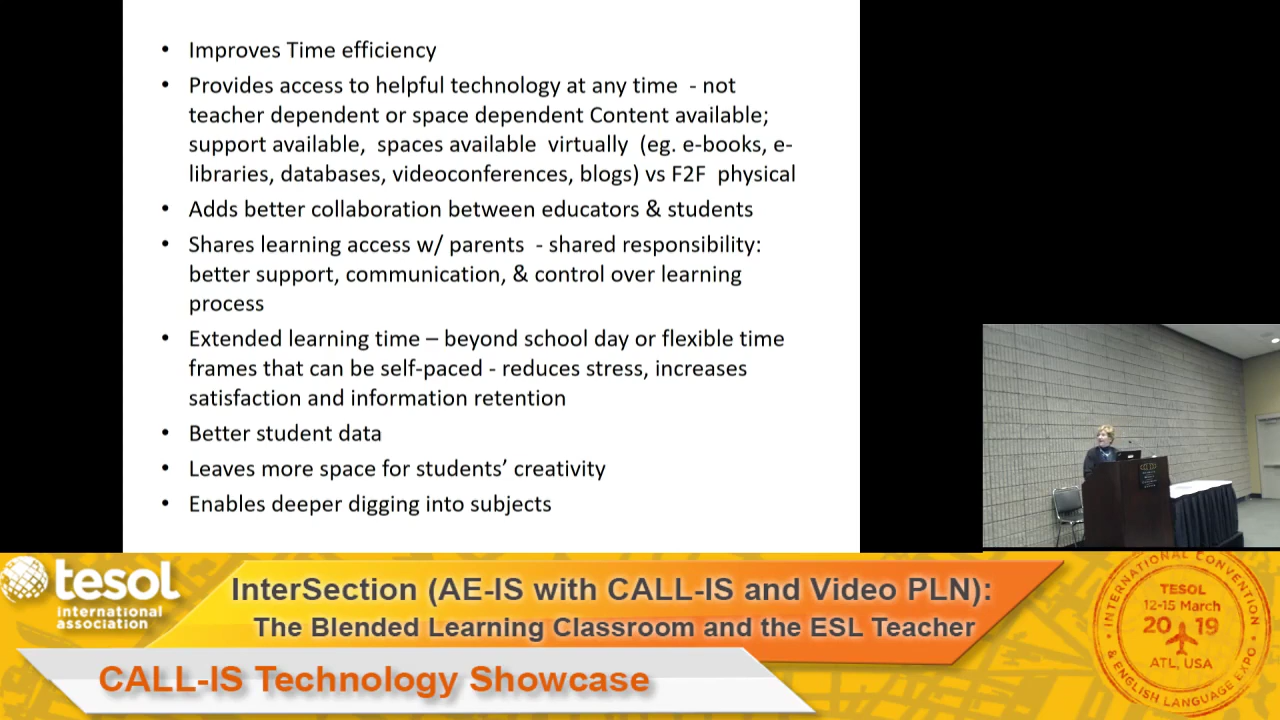 • Improves Time efficiency
• Provides access to helpful technology at any time - not
teacher dependent or space dependent Content available;
support available, spaces available virtually (eg. e-books, e-
libraries, databases, videoconferences, blogs) vs F2F physical
• Adds better collaboration between educators & students
• Shares learning access w/ parents - shared responsibility:
better support, communication, & control over learning
process
• Extended learning time – beyond school day or flexible time
frames that can be self-paced - reduces stress, increases
satisfaction and information retention
• Better student data
• Leaves more space for students’ creativity
• Enables deeper digging into subjects
tesol
international
association
InterSection (AE-IS with CALL-IS and Video PLN):
The Blended Learning Classroom and the ESL Teacher
CALL-IS Technology Showcase
INTERNATIONAL CONVENTION
TESOL
12-15 March
20 19
ATL, USA
& ENGLISH LANGUAGE EXPO